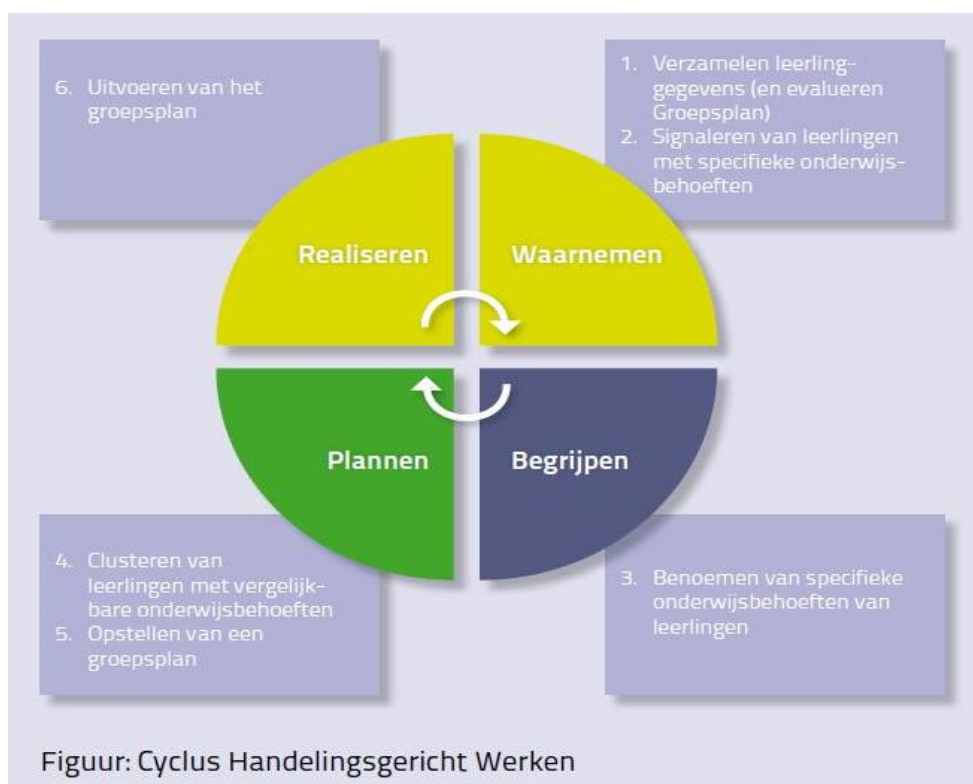 6. Uitvoeren van het
groepsplan
1. Verzamelen leerling-
gegevens (en evalueren
Groepsplan)
2. Signaleren van leerlingen
met specifieke onderwijs-
behoeften
Realiseren
Waarnemen
Plannen
Begrijpen
4. Clusteren van
leerlingen met vergelijk-
bare onderwijsbehoeften
5. Opstellen van een
groepsplan
3. Benoemen van specifieke
onderwijsbehoeften van
leerlingen
Figuur: Cyclus Handelingsgericht Werken